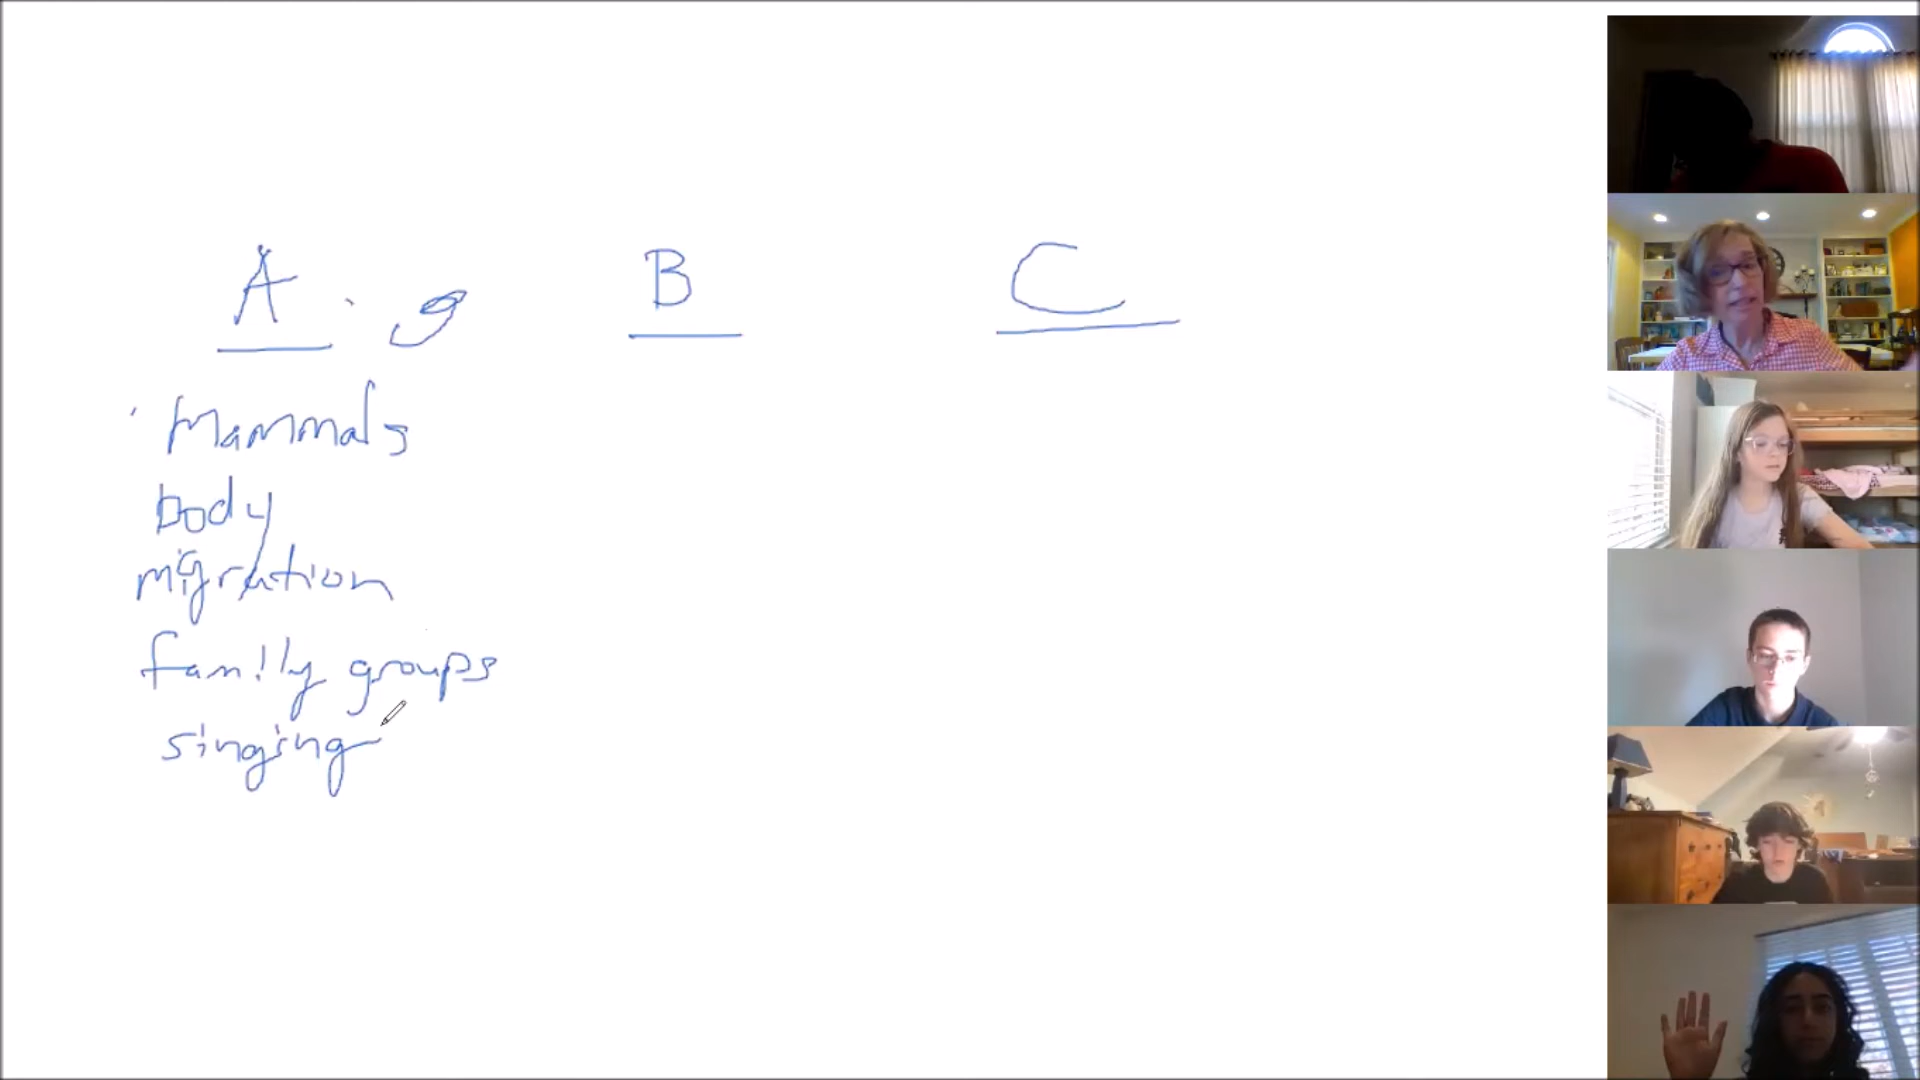 A B C
Mammals
body
migration
family groups
singing